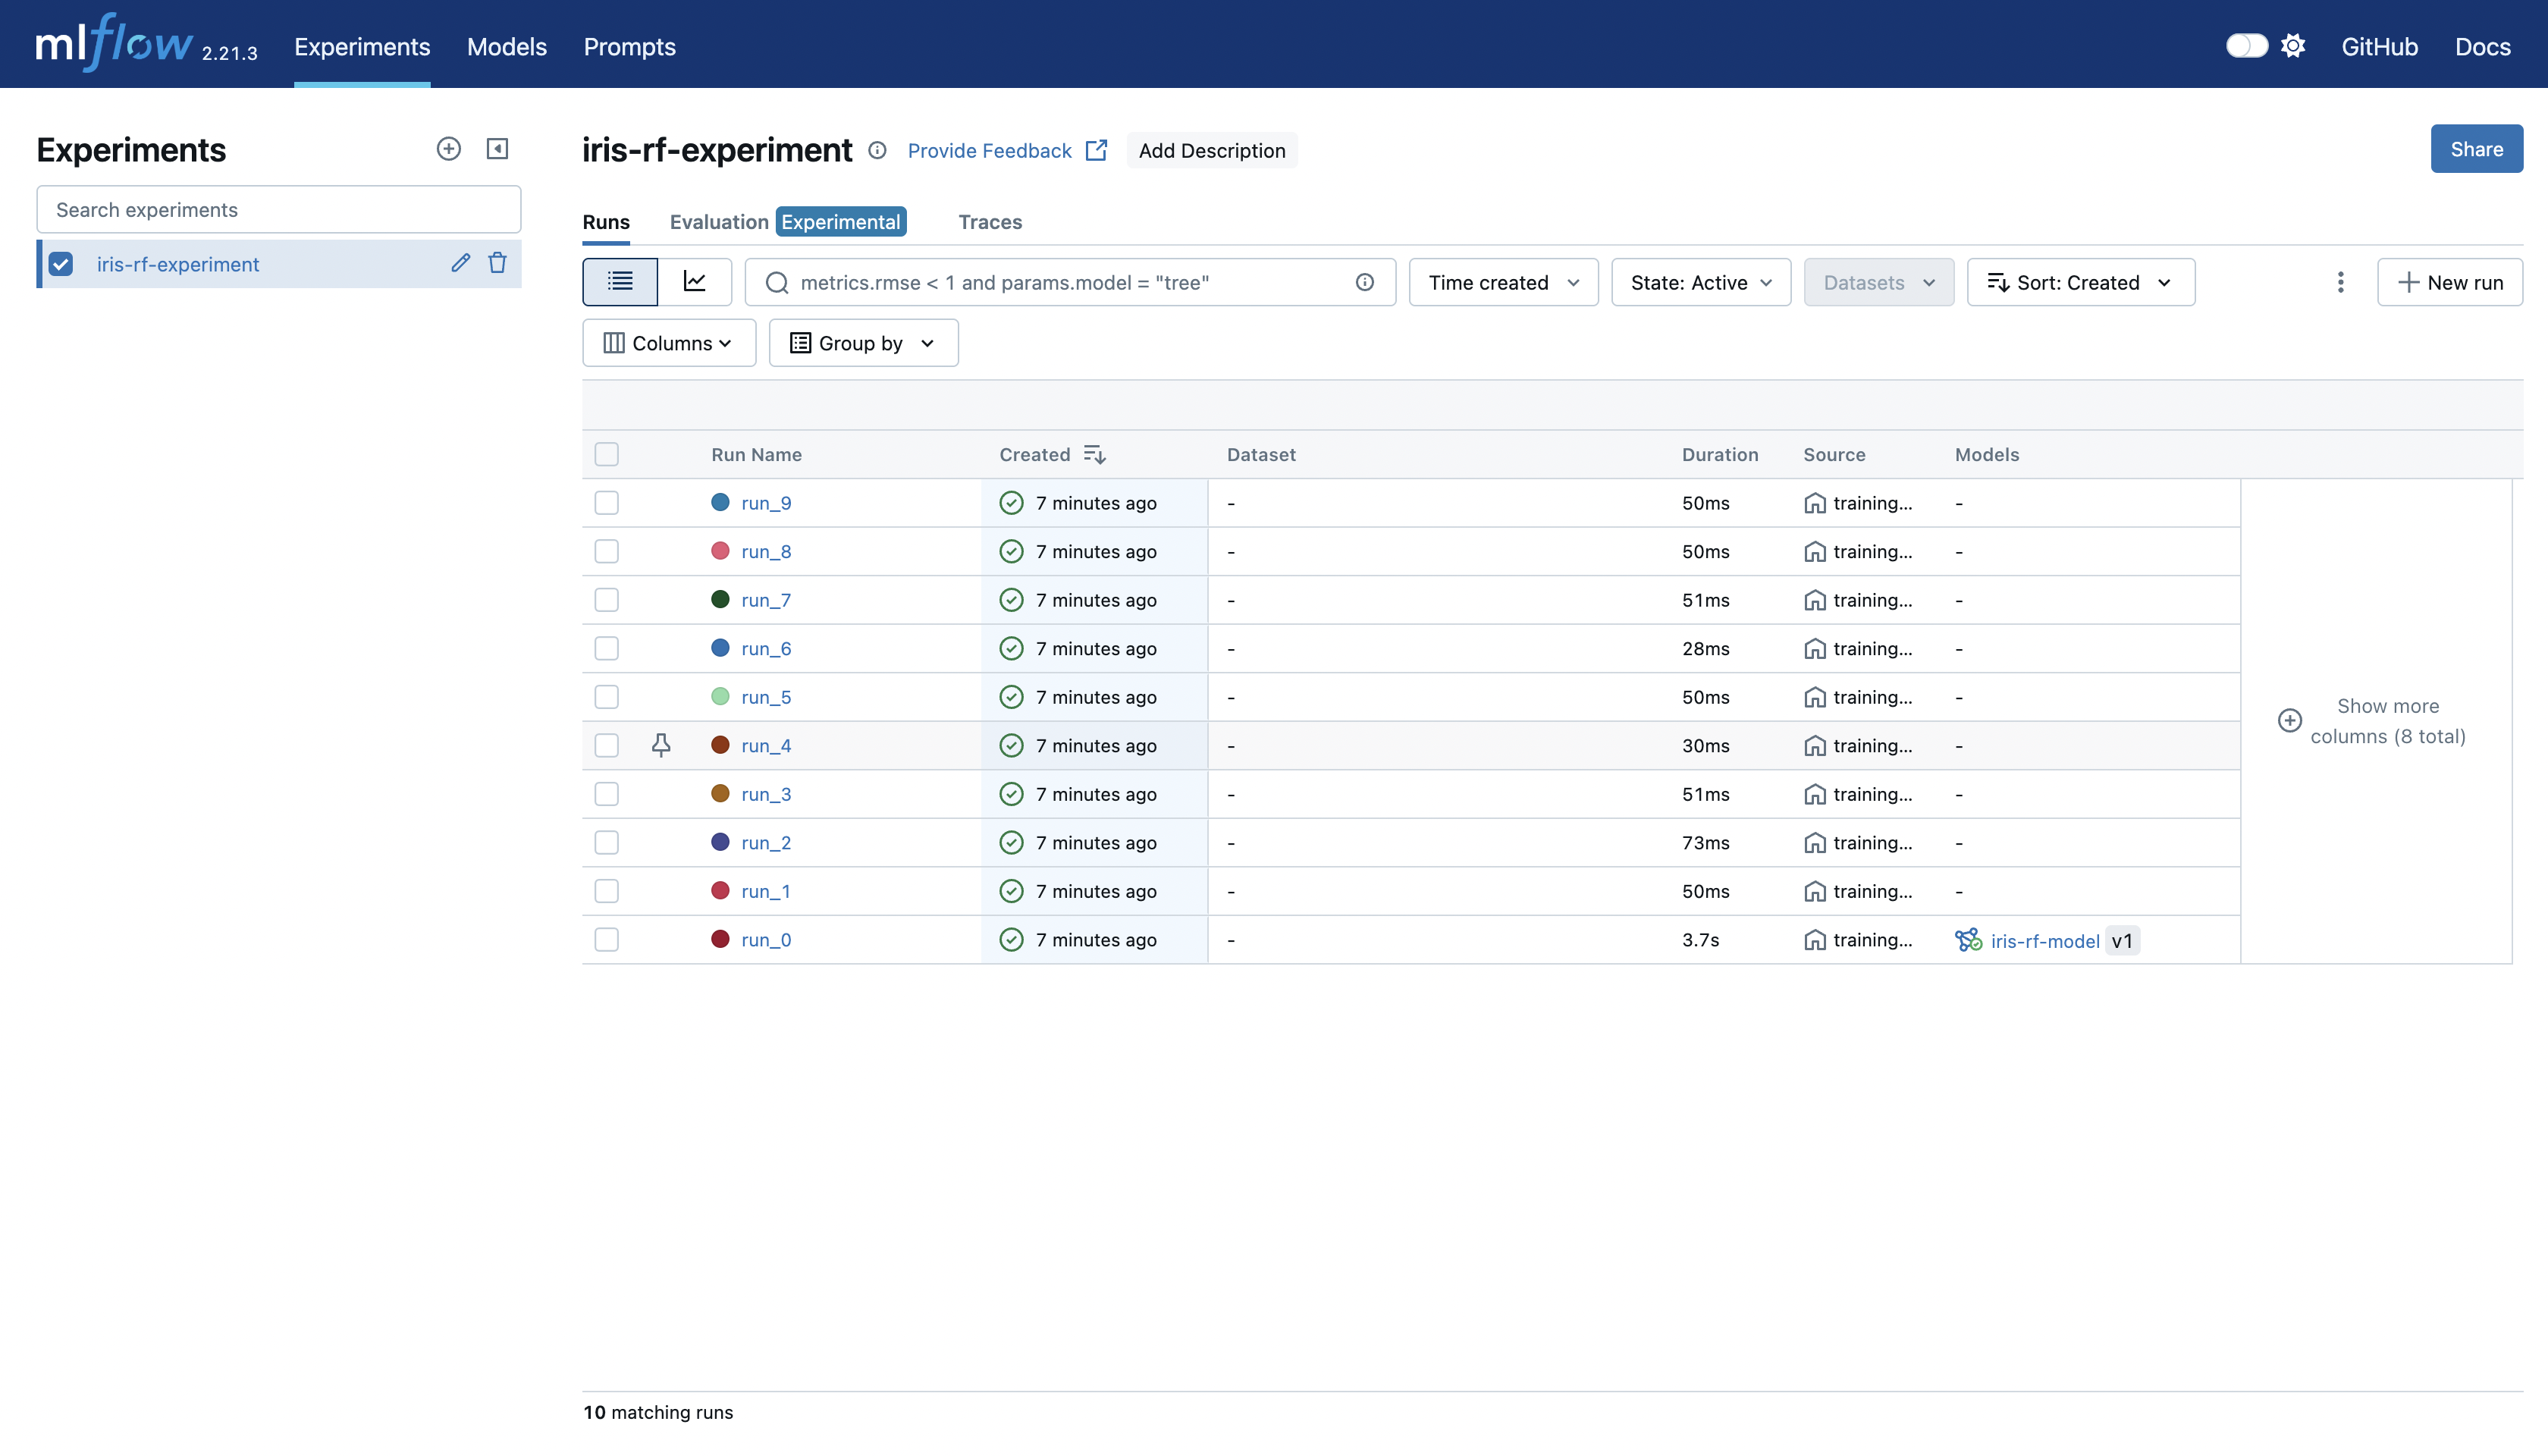 mlflow 2.21.3 Experiments Models Prompts GitHub Docs
Experiments
Search experiments
iris-rf-experiment
iris-rf-experiment Provide Feedback Add Description Share
Runs Evaluation Experimental Traces
metrics.rmse < 1 and params.model = "tree" Time created State: Active Datasets Sort: Created New run
Columns Group by
Run Name Created Dataset Duration Source Models
run_9 7 minutes ago - 50ms training... -
run_8 7 minutes ago - 50ms training... -
run_7 7 minutes ago - 51ms training... -
run_6 7 minutes ago - 28ms training... -
run_5 7 minutes ago - 50ms training... -
run_4 7 minutes ago - 30ms training... -
run_3 7 minutes ago - 51ms training... -
run_2 7 minutes ago - 73ms training... -
run_1 7 minutes ago - 50ms training... -
run_0 7 minutes ago - 3.7s training... iris-rf-model v1
Show more
columns (8 total)
10 matching runs